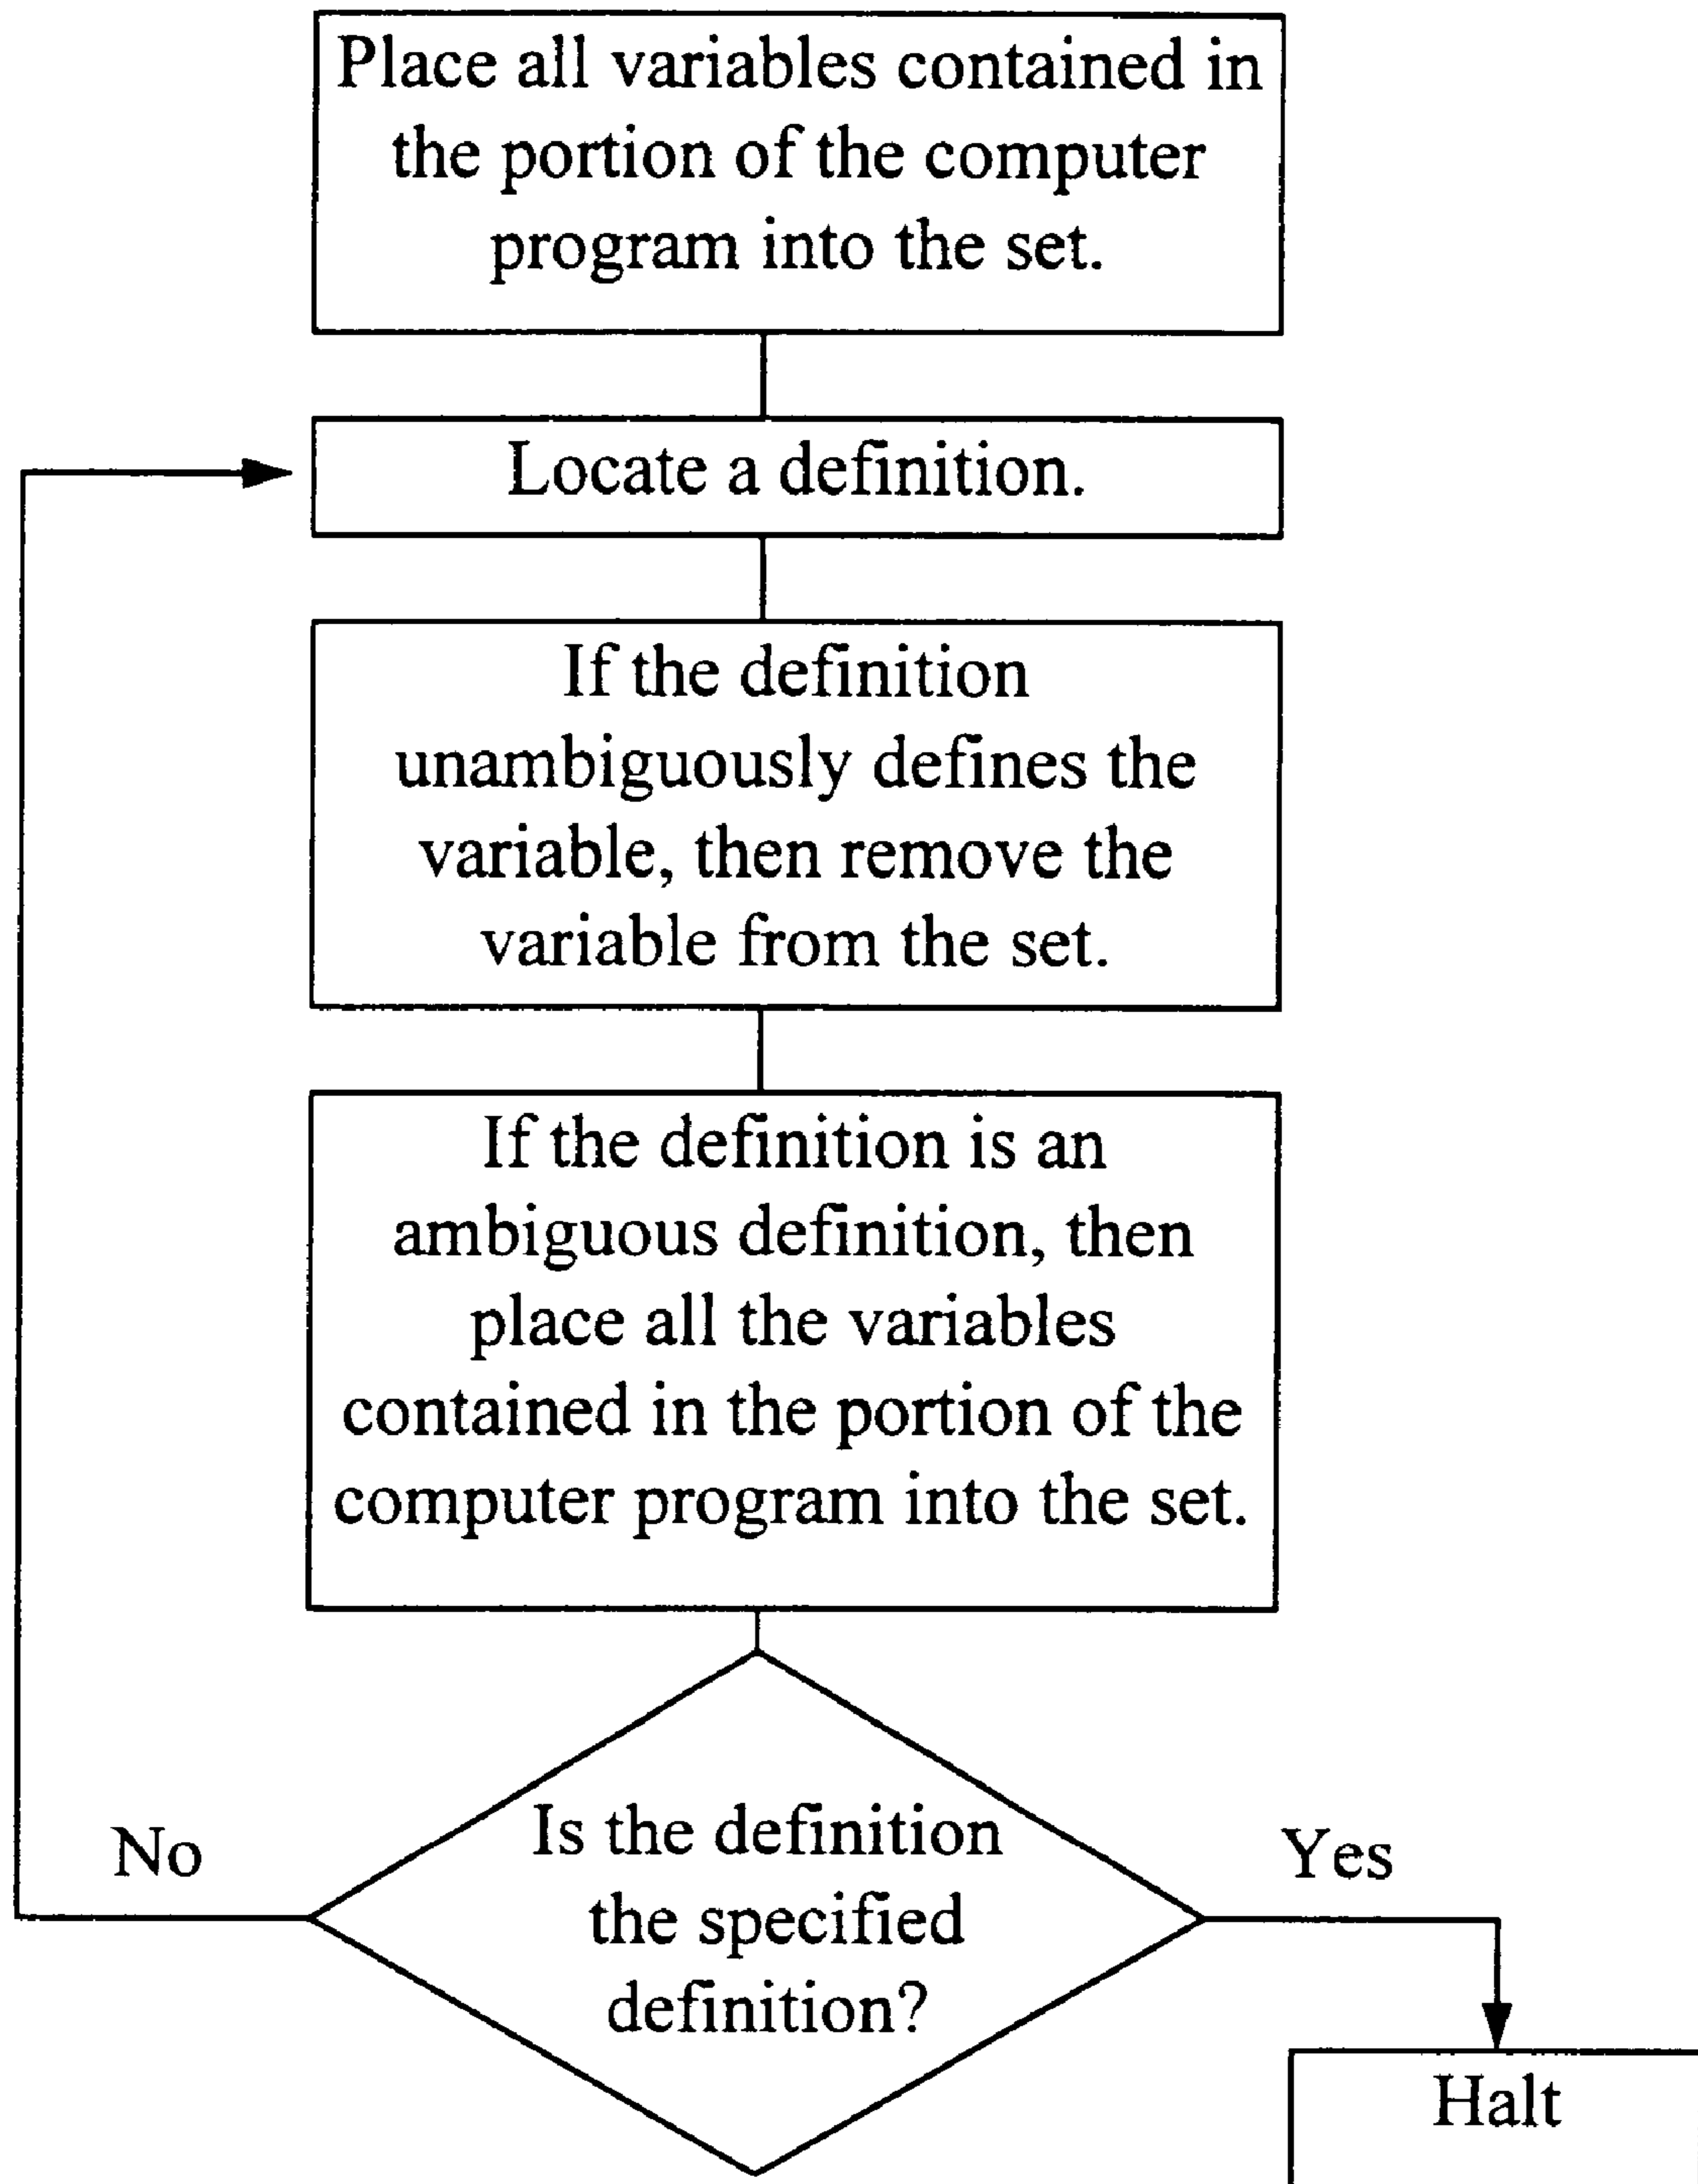 Place all variables contained in
the portion of the computer
program into the set.
Locate a definition.
If the definition
unambiguously defines the
variable, then remove the
variable from the set.
If the definition is an
ambiguous definition, then
place all the variables
contained in the portion of the
computer program into the set.
Is the definition
the specified
definition?
No
Yes
Halt